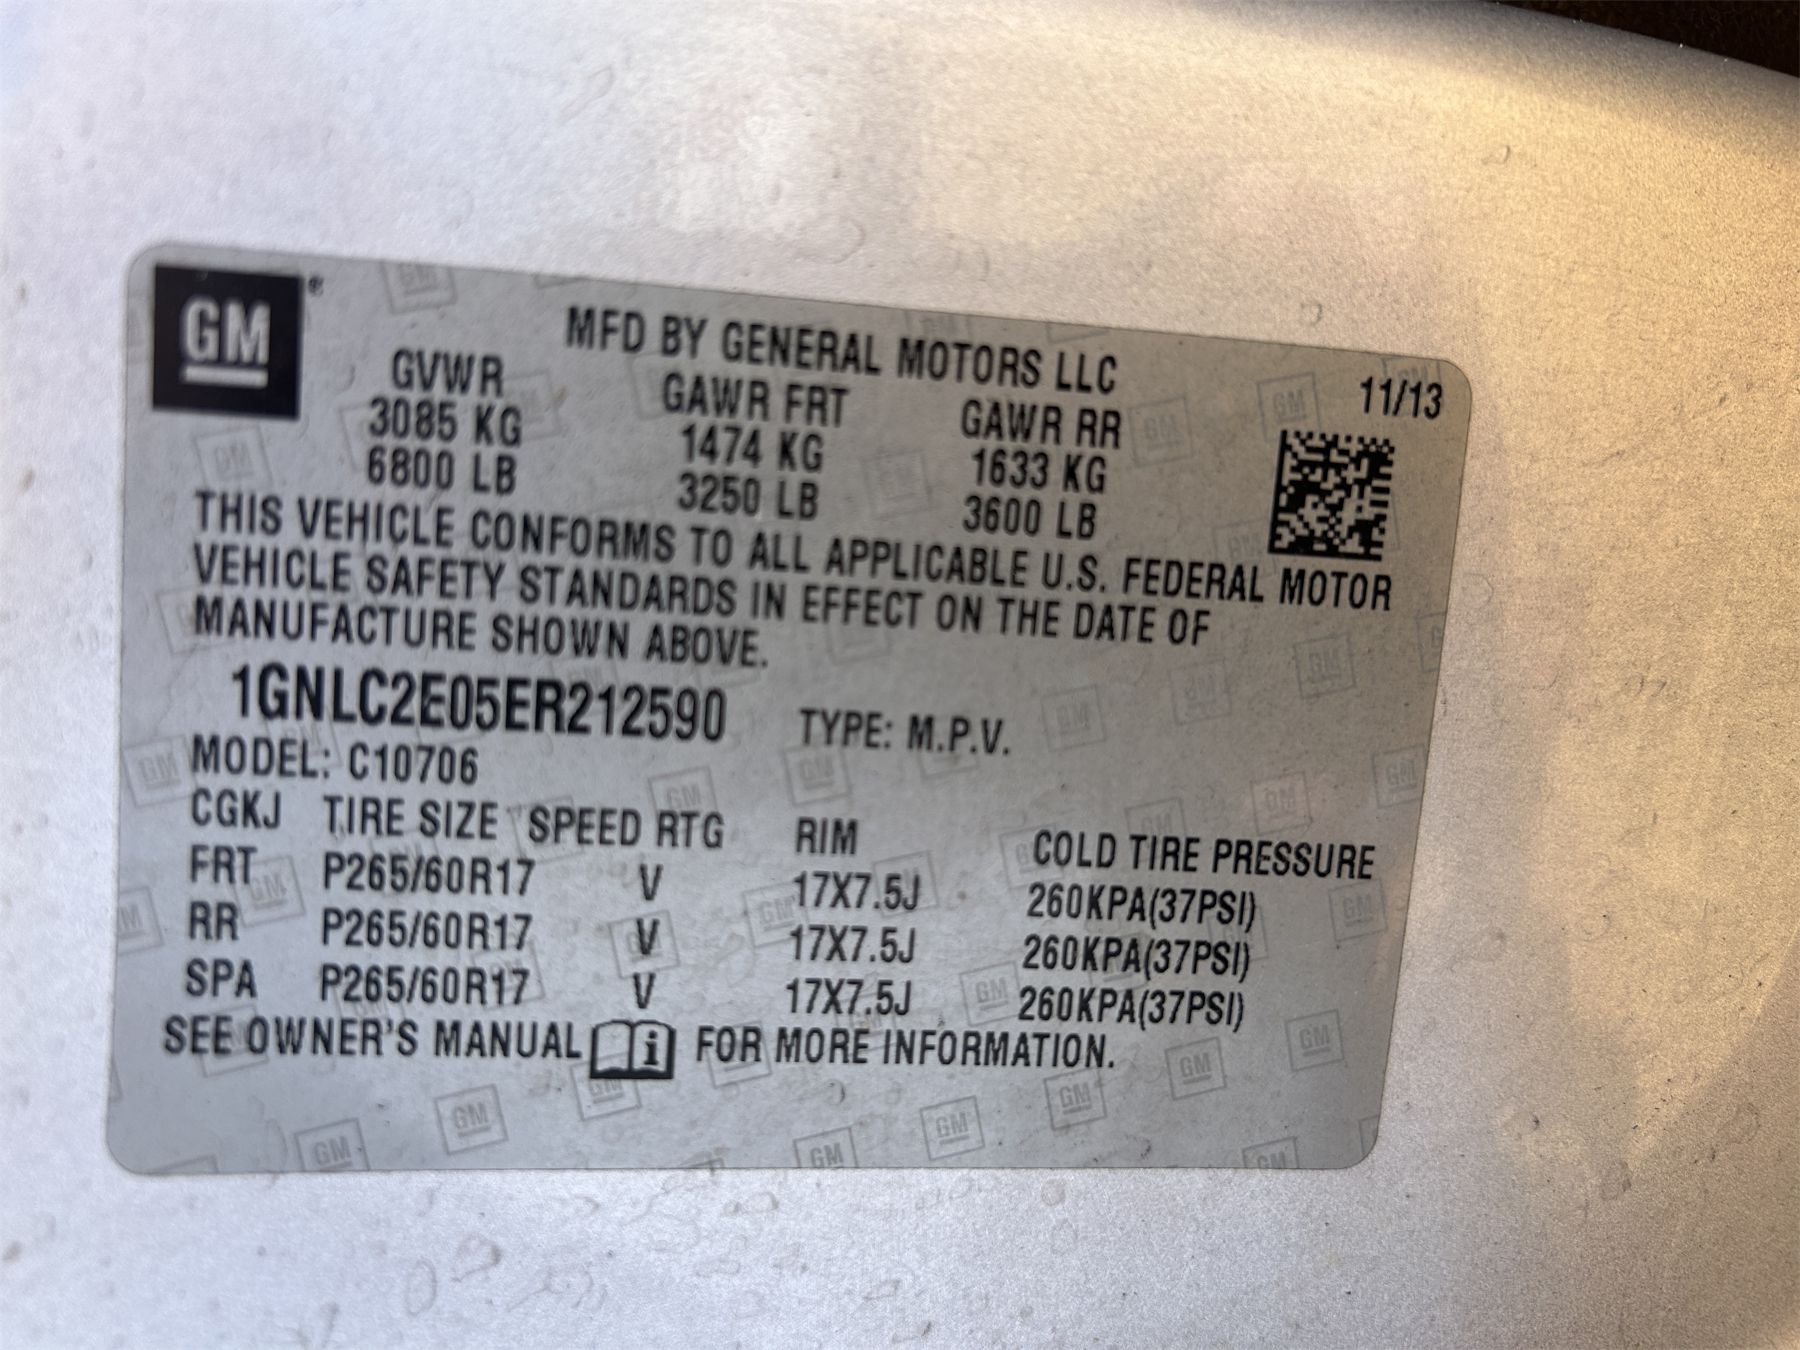 GM®
MFD BY GENERAL MOTORS LLC
11/13
GVWR GAWR FRT GAWR RR
3085 KG 1474 KG 1633 KG
6800 LB 3250 LB 3600 LB
THIS VEHICLE CONFORMS TO ALL APPLICABLE U.S. FEDERAL MOTOR
VEHICLE SAFETY STANDARDS IN EFFECT ON THE DATE OF
MANUFACTURE SHOWN ABOVE.
1GNLC2E05ER212590 TYPE: M.P.V.
MODEL: C10706
CGKJ TIRE SIZE SPEED RTG RIM COLD TIRE PRESSURE
FRT P265/60R17 V 17X7.5J 260KPA(37PSI)
RR P265/60R17 V 17X7.5J 260KPA(37PSI)
SPA P265/60R17 V 17X7.5J 260KPA(37PSI)
SEE OWNER'S MANUAL i FOR MORE INFORMATION.